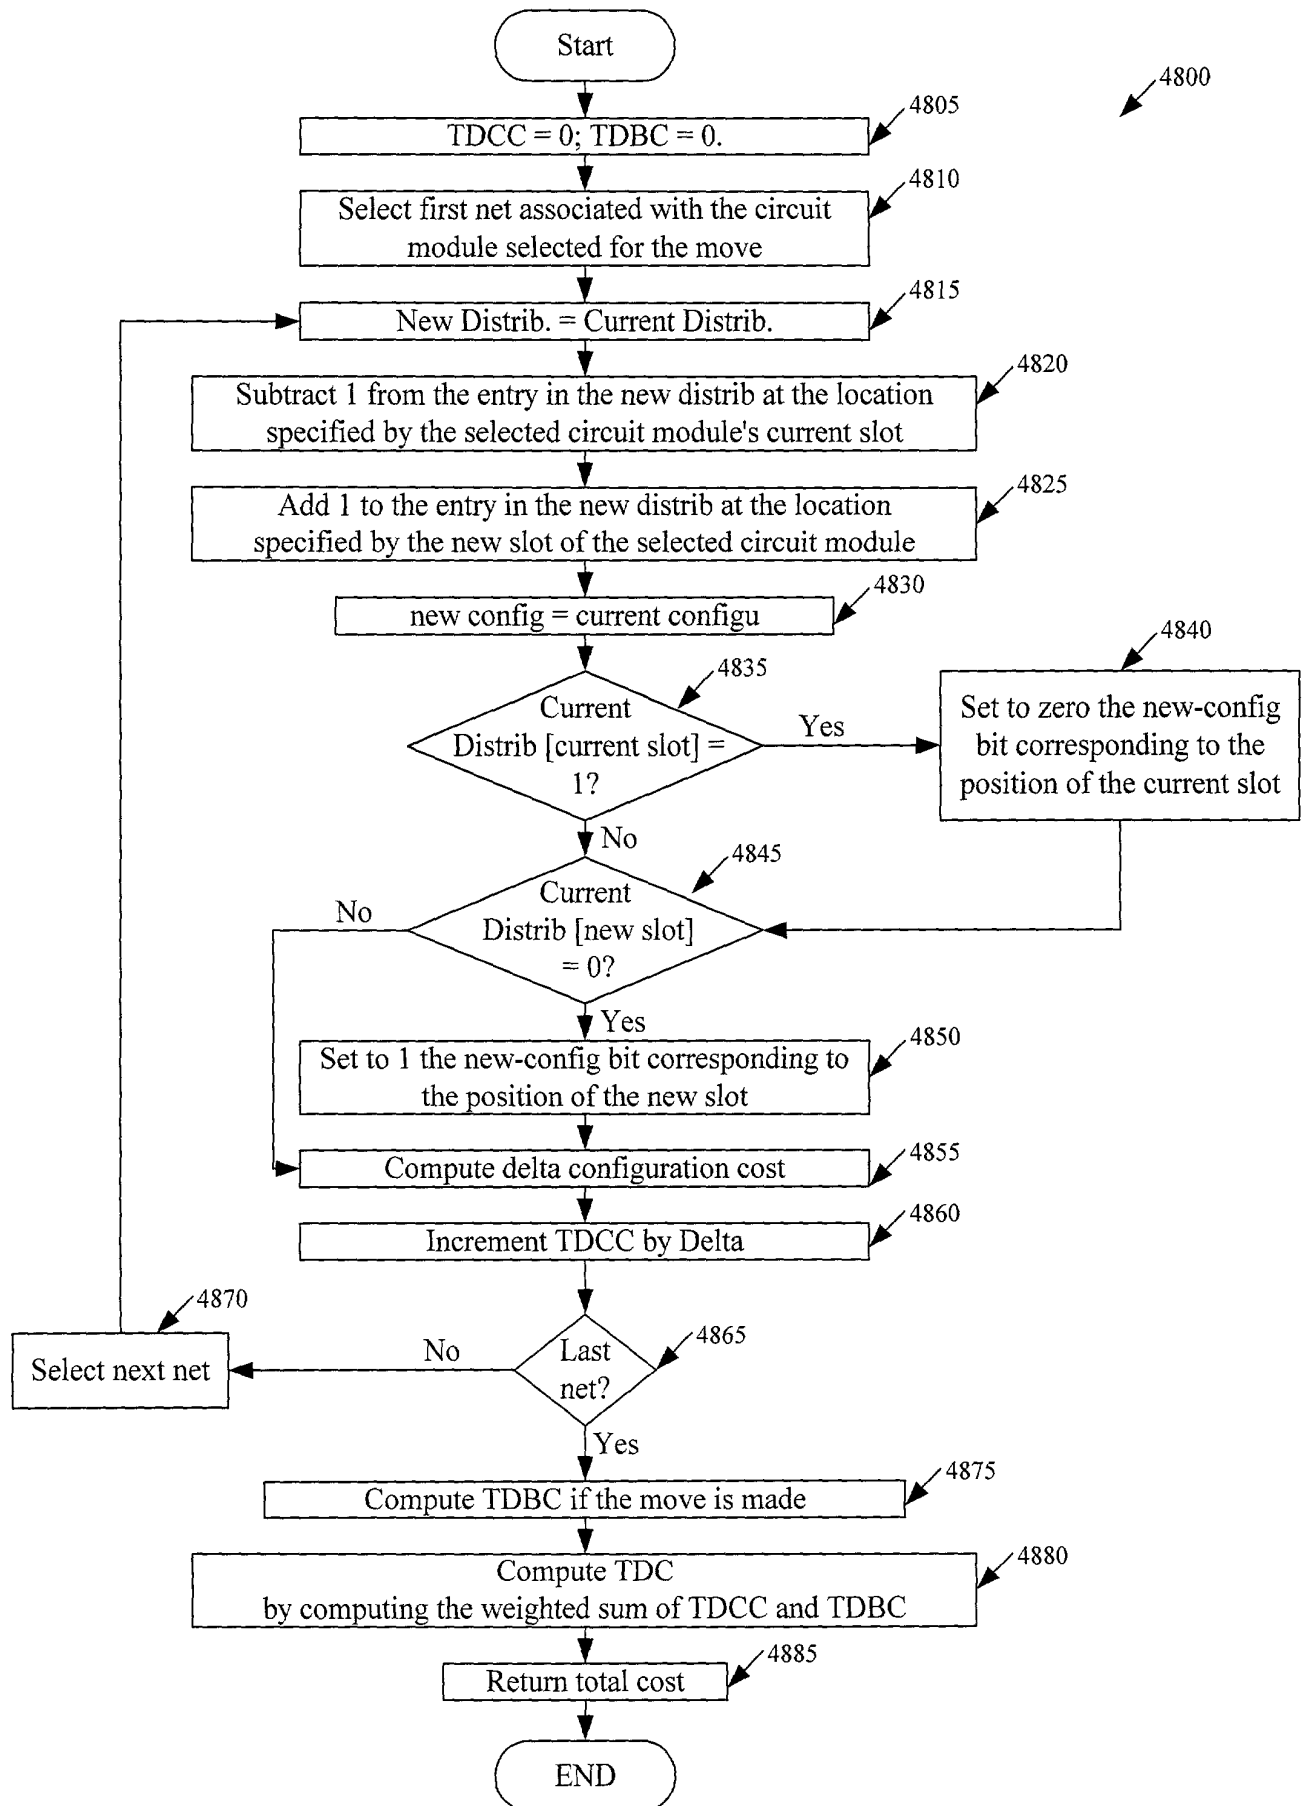 Start
4800
4805
TDCC = 0; TDBC = 0.
4810
Select first net associated with the circuit
module selected for the move
4815
New Distrib. = Current Distrib.
4820
Subtract 1 from the entry in the new distrib at the location
specified by the selected circuit module's current slot
4825
Add 1 to the entry in the new distrib at the location
specified by the new slot of the selected circuit module
4830
new config = current configu
4835
Current
Distrib [current slot] =
1?
Yes
4840
Set to zero the new-config
bit corresponding to the
position of the current slot
No
4845
Current
Distrib [new slot]
= 0?
No
Yes
4850
Set to 1 the new-config bit corresponding to
the position of the new slot
4855
Compute delta configuration cost
4860
Increment TDCC by Delta
4865
Last
net?
No
4870
Select next net
Yes
4875
Compute TDBC if the move is made
4880
Compute TDC
by computing the weighted sum of TDCC and TDBC
4885
Return total cost
END